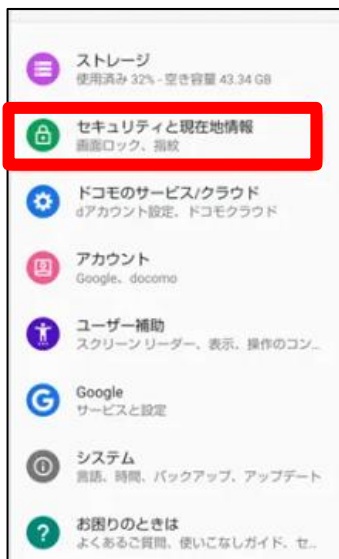 ストレージ
使用済み 32% - 空き容量 43.34 GB
セキュリティと現在地情報
画面ロック、指紋
ドコモのサービス/クラウド
dアカウント設定、ドコモクラウド
アカウント
Google、docomo
ユーザー補助
スクリーン リーダー、表示、操作のコン...
Google
サービスと設定
システム
言語、時間、バックアップ、アップデート
お困りのときは
よくあるご質問、使いこなしガイド、セ...